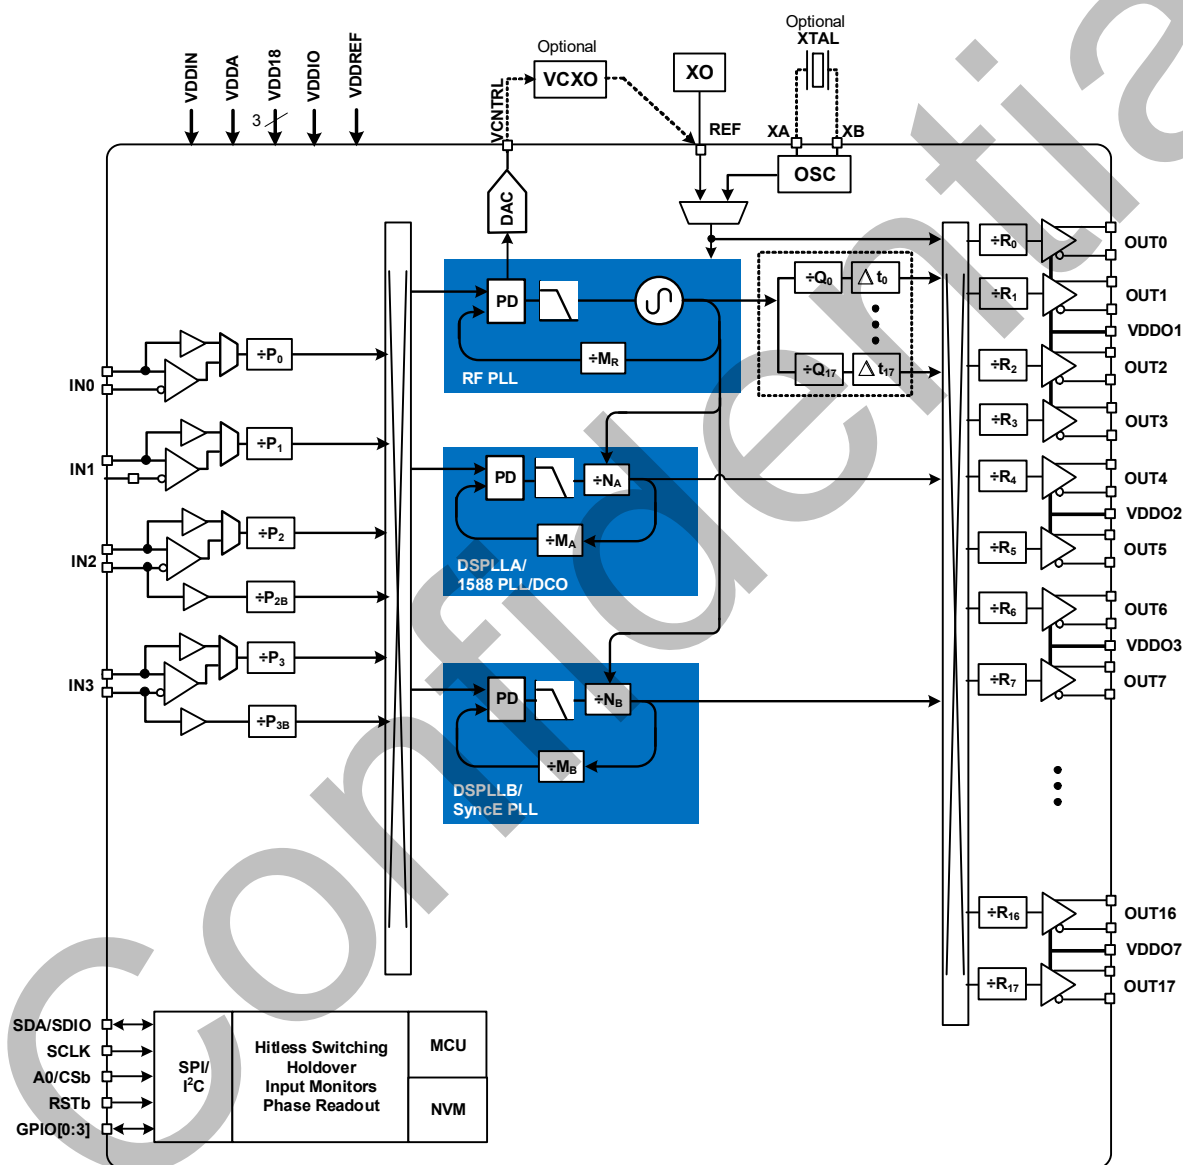 Optional
XTAL
Optional
VCXO
XO
VDDIN
VDDA
VDD18
VDDIO
VDDREF
3
VCNTRL
REF
XA
XB
OSC
DAC
÷R0
OUT0
÷Q0
Δt0
÷R1
OUT1
PD
VDDO1
÷P0
÷MR
RF PLL
÷Q17
Δt17
÷R2
OUT2
IN0
÷R3
OUT3
÷P1
IN1
PD
÷NA
÷R4
OUT4
VDDO2
÷P2
÷MA
÷R5
OUT5
IN2
DSPLLA/
1588 PLL/DCO
÷P2B
÷R6
OUT6
VDDO3
÷P3
IN3
PD
÷NB
÷R7
OUT7
÷P3B
÷MB
DSPLLB/
SyncE PLL
÷R16
OUT16
VDDO7
÷R17
OUT17
SDA/SDIO
SCLK
A0/CSb
RSTb
GPIO[0:3]
SPI/
I²C
Hitless Switching
Holdover
Input Monitors
Phase Readout
MCU
NVM
Confidential